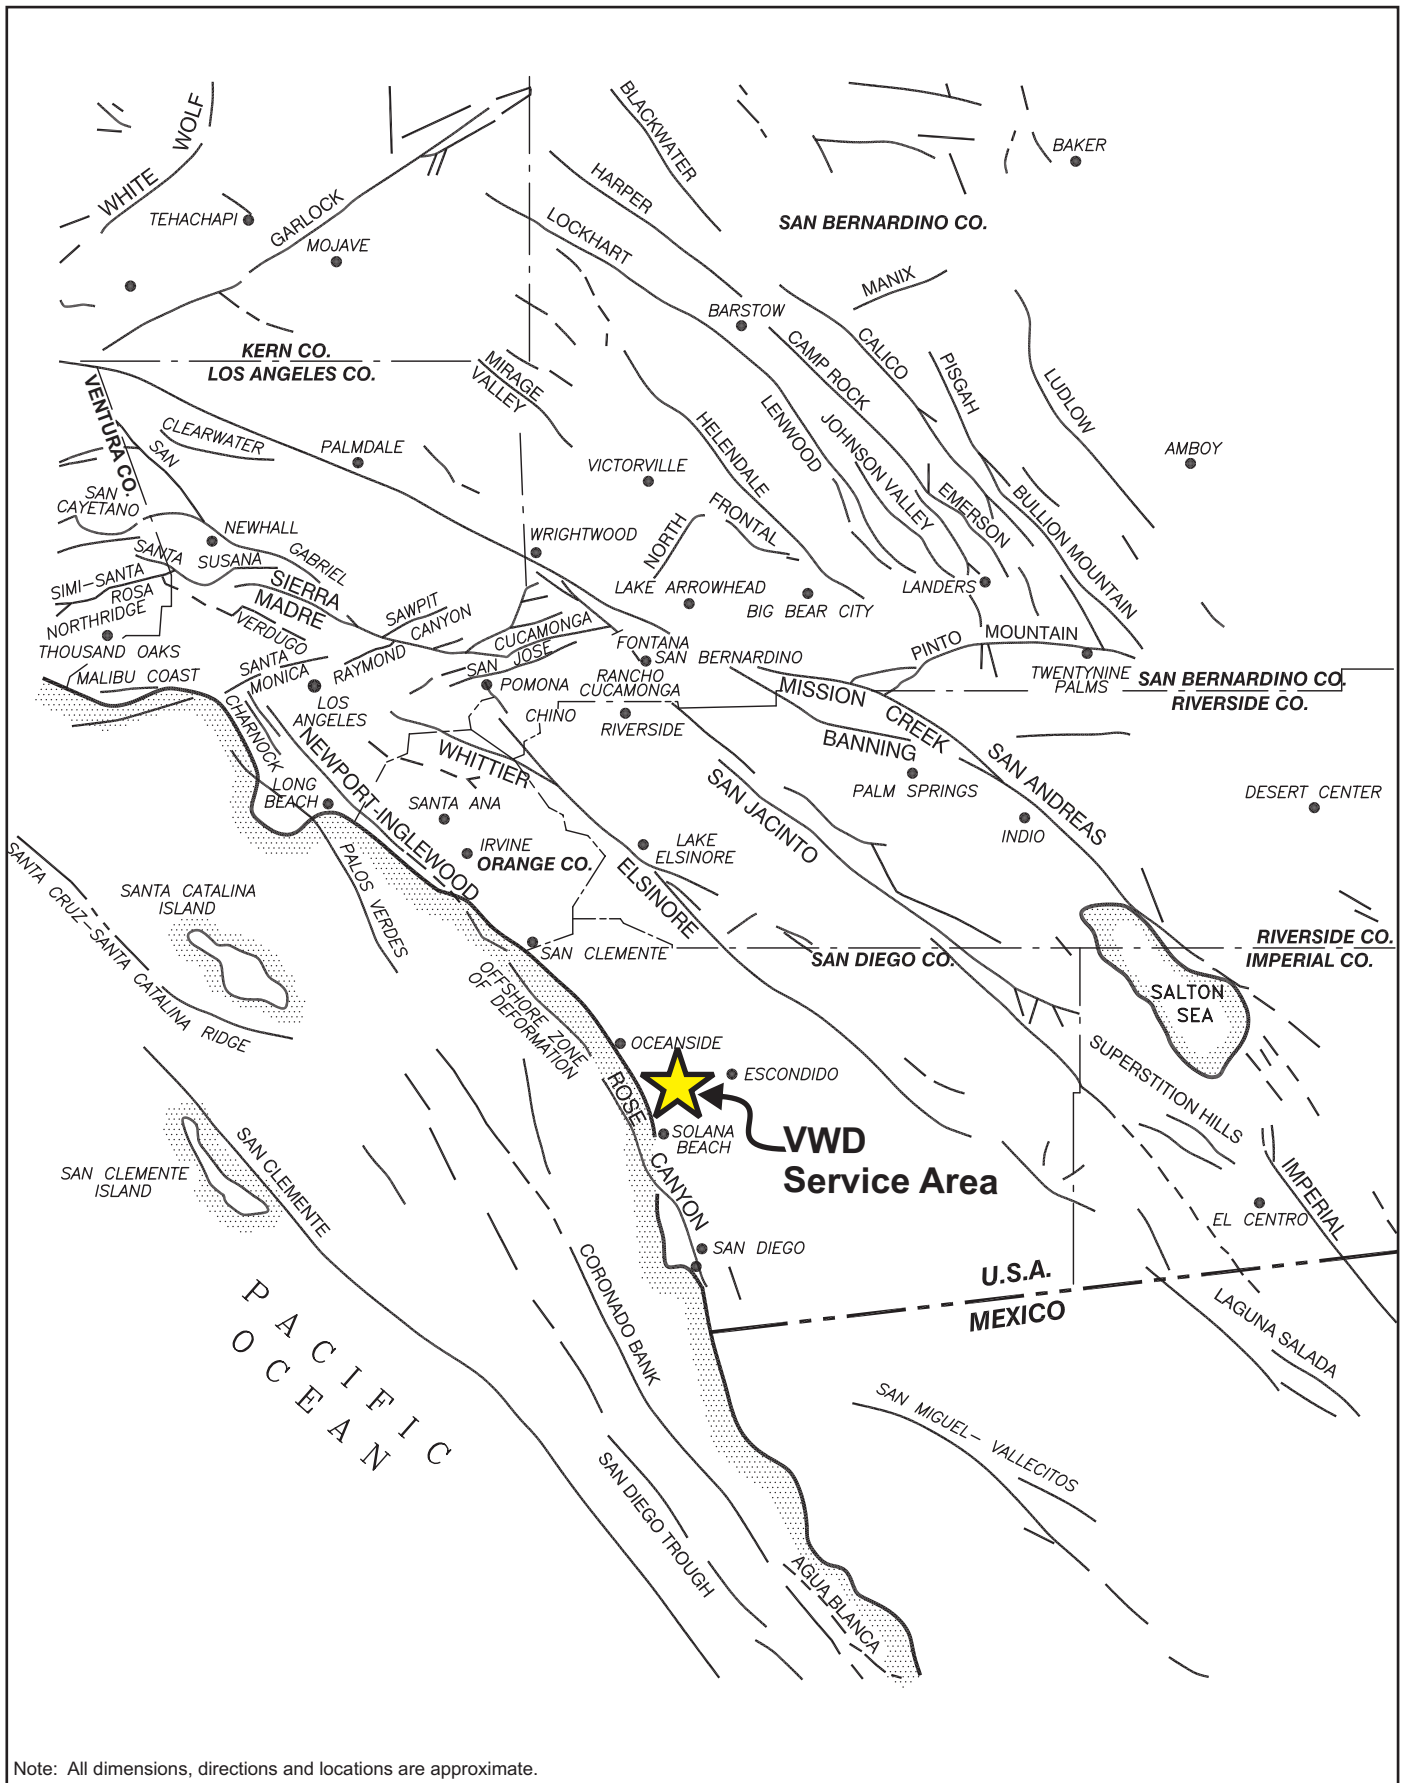 WHITE WOLF
BLACKWATER
BAKER
HARPER
TEHACHAPI
GARLOCK
MOJAVE
LOCKHART
SAN BERNARDINO CO.
MANIX
BARSTOW
KERN CO.
LOS ANGELES CO.
VENTURA CO.
MIRAGE
VALLEY
CAMP ROCK
CALICO
PISGAH
LUDLOW
CLEARWATER
SAN
GABRIEL
PALMDALE
VICTORVILLE
HELENDALE
LENWOOD
JOHNSON VALLEY
EMERSON
BULLION MOUNTAIN
AMBOY
SAN
CAYETANO
NEWHALL
WRIGHTWOOD
NORTH
FRONTAL
SANTA SUSANA
SIMI-SANTA
ROSA
NORTHRIDGE
THOUSAND OAKS
SIERRA
MADRE
VERDUGO
SAWPIT
CANYON
LAKE ARROWHEAD
BIG BEAR CITY
LANDERS
CUCAMONGA
SAN JOSE
FONTANA
SAN BERNARDINO
PINTO MOUNTAIN
TWENTYNINE
PALMS
SAN BERNARDINO CO.
RIVERSIDE CO.
MALIBU COAST
SANTA
MONICA
RAYMOND
POMONA
RANCHO
CUCAMONGA
LOS
ANGELES
CHINO
RIVERSIDE
MISSION CREEK
BANNING
CHARNOCK
NEWPORT-INGLEWOOD
WHITTIER
SAN JACINTO
SAN ANDREAS
PALM SPRINGS
DESERT CENTER
LONG
BEACH
SANTA ANA
INDIO
IRVINE
ORANGE CO.
LAKE
ELSINORE
ELSINORE
PALOS VERDES
SANTA CRUZ-SANTA CATALINA RIDGE
SANTA CATALINA
ISLAND
SAN CLEMENTE
SAN DIEGO CO.
RIVERSIDE CO.
IMPERIAL CO.
OFFSHORE ZONE
OF DEFORMATION
SALTON
SEA
OCEANSIDE
ESCONDIDO
ROSE CANYON
SUPERSTITION HILLS
SOLANA
BEACH
VWD
Service Area
SAN CLEMENTE
ISLAND
SAN CLEMENTE
IMPERIAL
EL CENTRO
SAN DIEGO
U.S.A.
MEXICO
CORONADO BANK
LAGUNA SALADA
PACIFIC
OCEAN
SAN MIGUEL- VALLECITOS
SAN DIEGO TROUGH
AGUA BLANCA
Note: All dimensions, directions and locations are approximate.